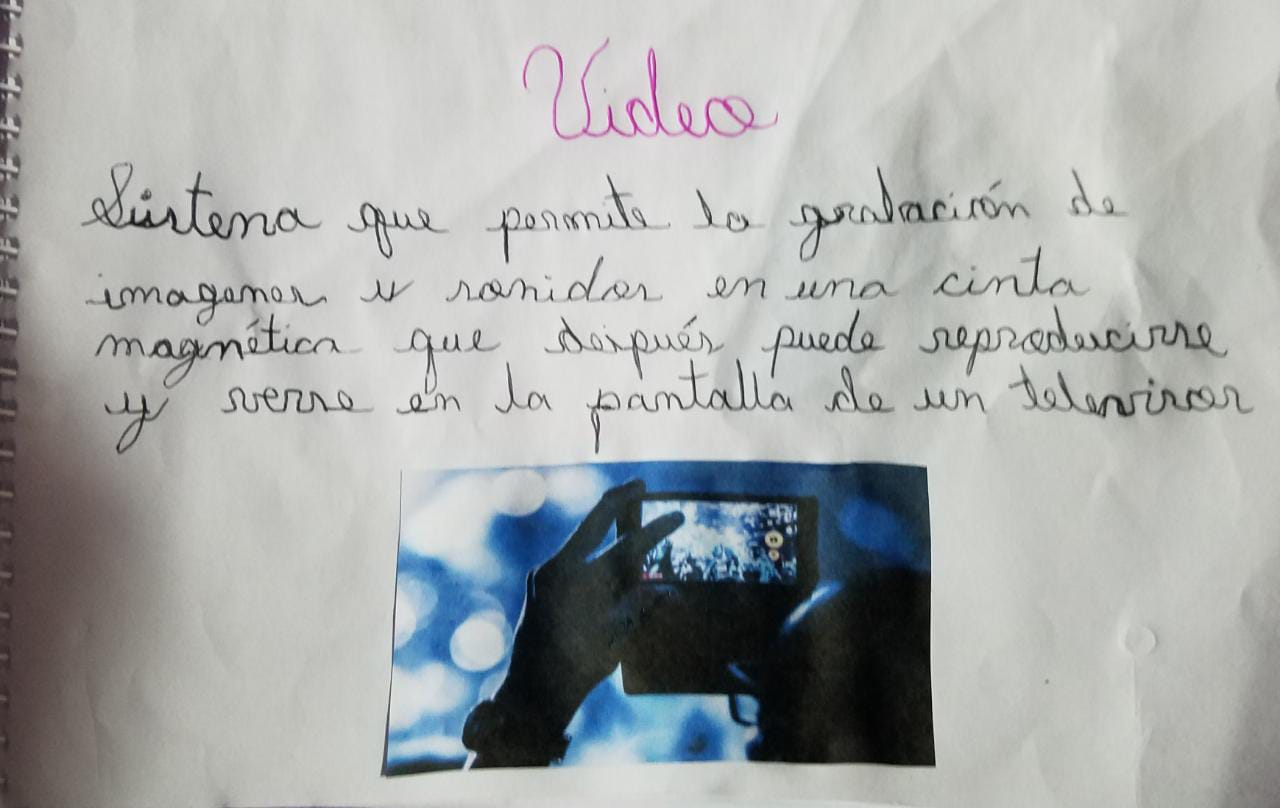 Video
Sistema que permite la grabación de
imagenes y sonidos en una cinta
magnética que después puede reproducirse
y verse en la pantalla de un televisor